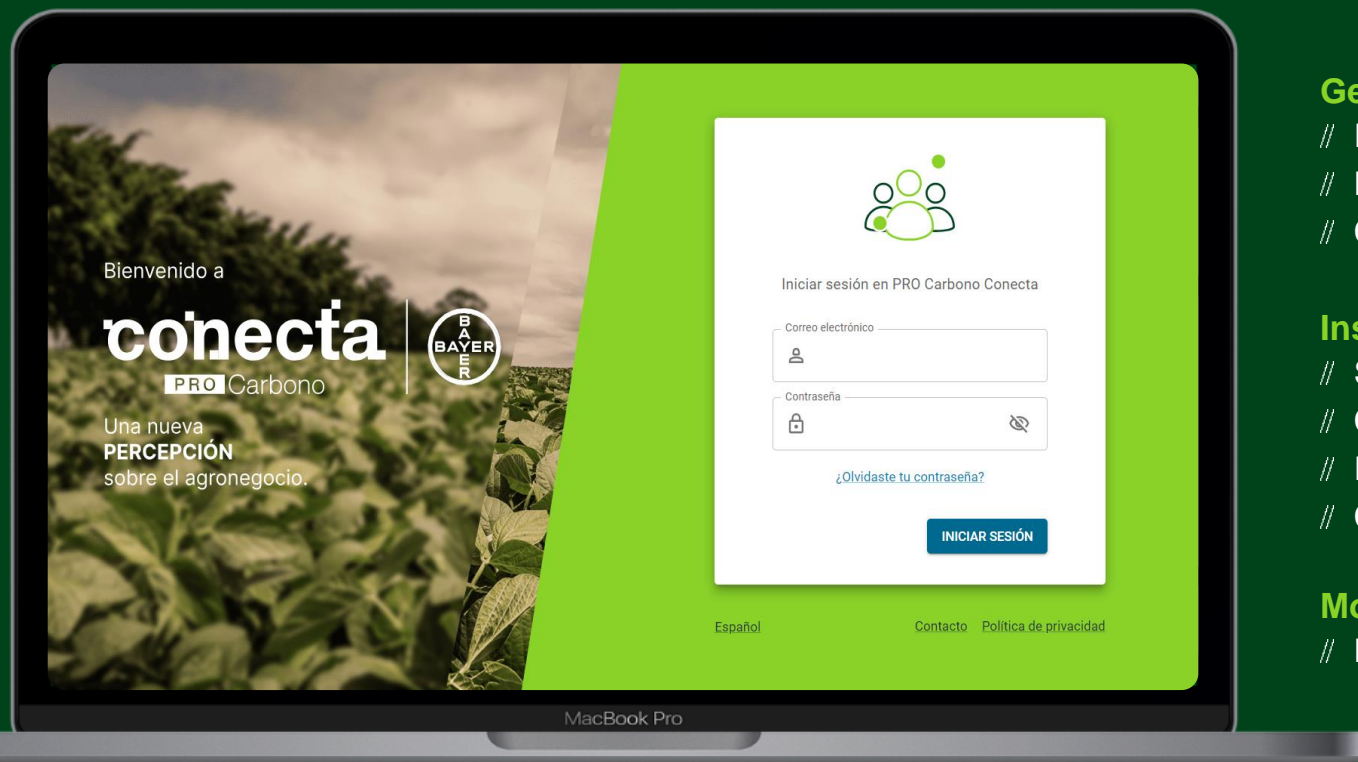 Bienvenido a
conecta
PRO Carbono
BAYER
BAYER
Una nueva
PERCEPCIÓN
sobre el agronegocio.
Iniciar sesión en PRO Carbono Conecta
Correo electrónico
Contraseña
¿Olvidaste tu contraseña?
INICIAR SESIÓN
Español
Contacto Política de privacidad
MacBook Pro